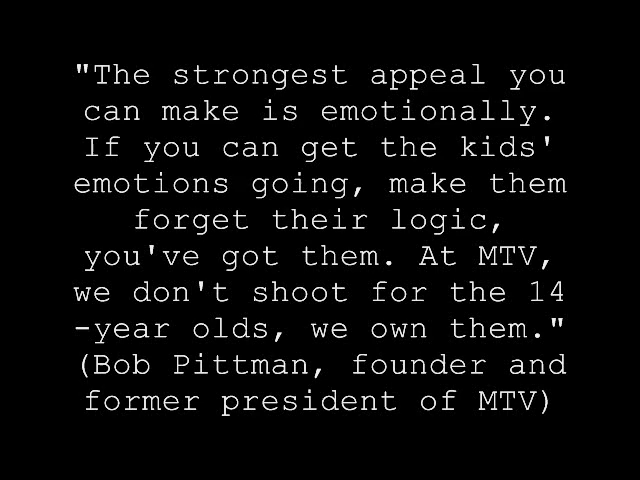 "The strongest appeal you
can make is emotionally.
If you can get the kids'
emotions going, make them
forget their logic,
you've got them. At MTV,
we don't shoot for the 14
-year olds, we own them."
(Bob Pittman, founder and
former president of MTV)